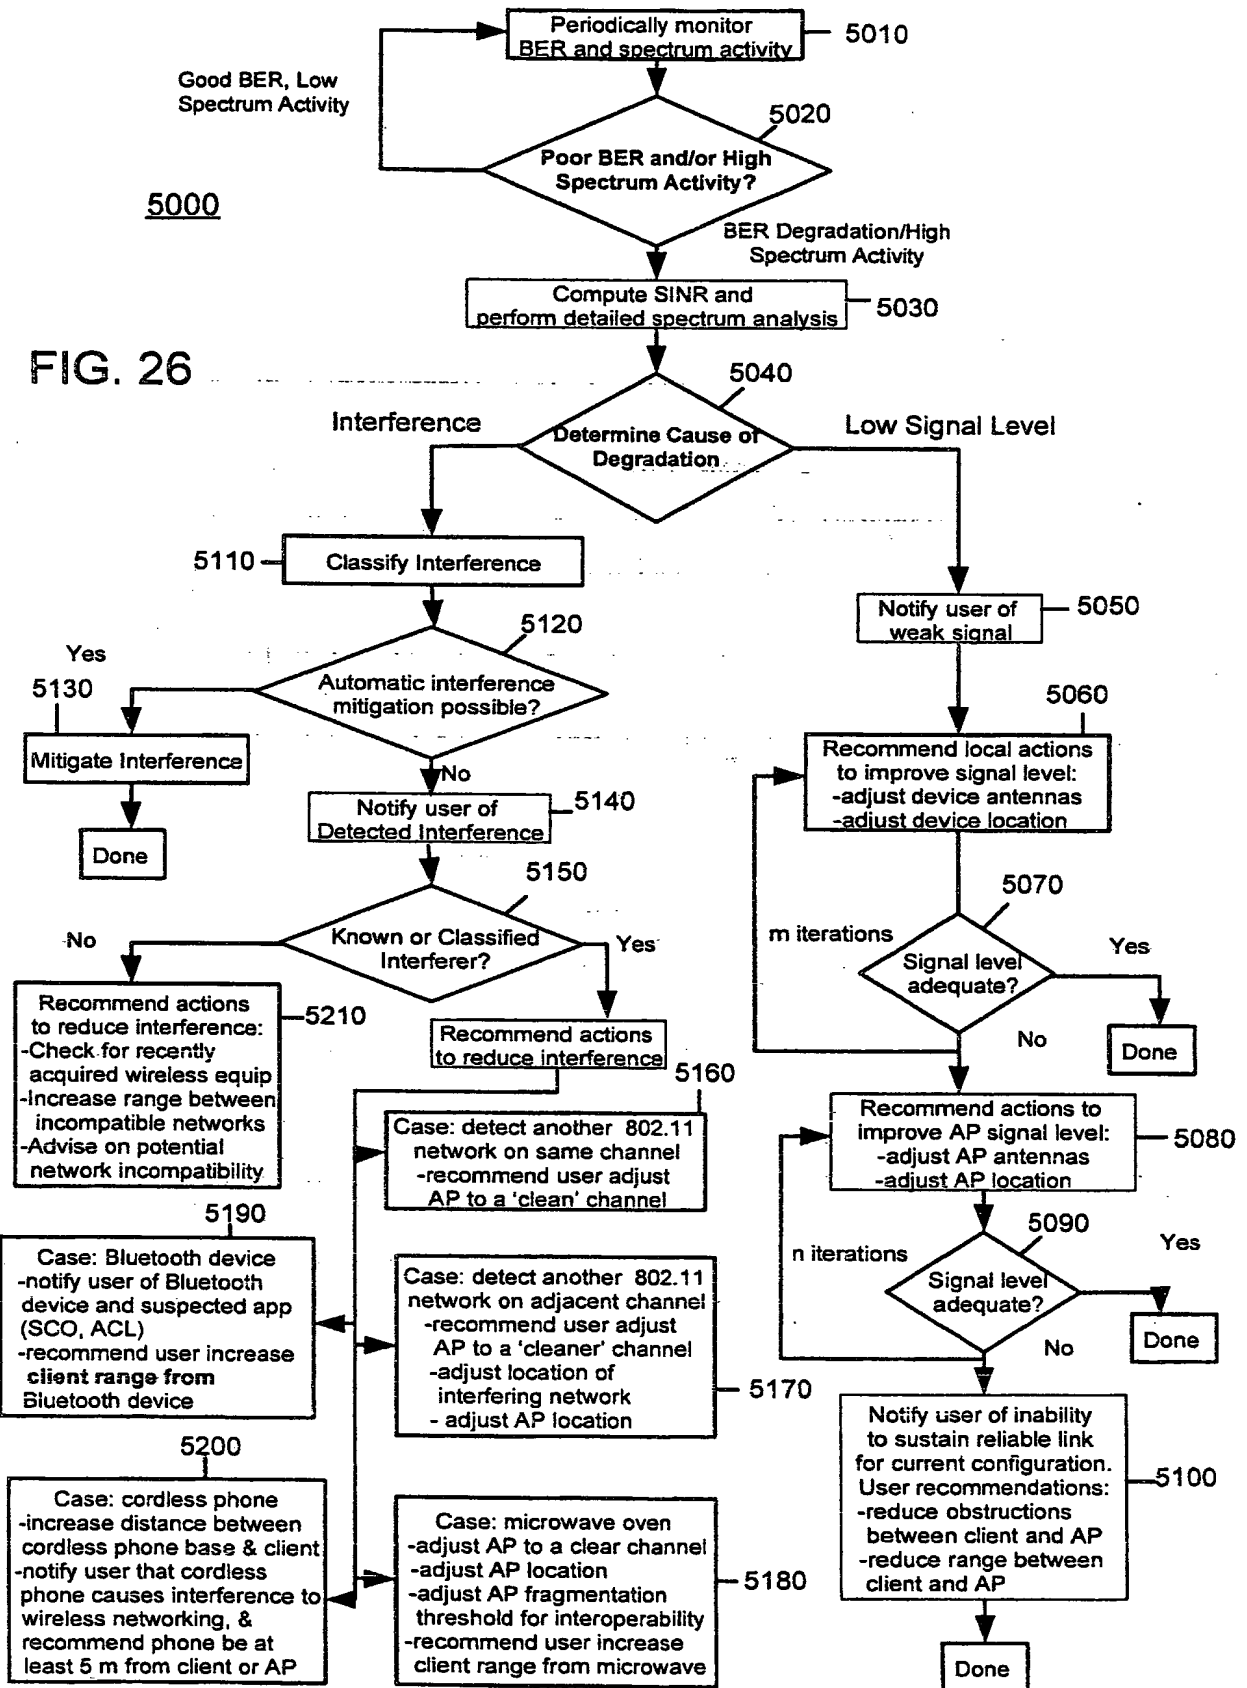 Periodically monitor
BER and spectrum activity
5010
Good BER, Low
Spectrum Activity
5020
Poor BER and/or High
Spectrum Activity?
5000
BER Degradation/High
Spectrum Activity
Compute SINR and
perform detailed spectrum analysis
5030
FIG. 26
5040
Interference
Determine Cause of
Degradation
Low Signal Level
5110
Classify Interference
Notify user of
weak signal
5050
5120
Yes
5130
Automatic interference
mitigation possible?
Mitigate Interference
Done
No
Notify user of
Detected Interference
5140
5150
Known or Classified
Interferer?
No
Yes
Recommend actions
to reduce interference:
-Check for recently
acquired wireless equip
-Increase range between
incompatible networks
-Advise on potential
network incompatibility
5210
Recommend actions
to reduce interference
5160
Case: detect another 802.11
network on same channel
-recommend user adjust
AP to a 'clean' channel
5190
Case: Bluetooth device
-notify user of Bluetooth
device and suspected app
(SCO, ACL)
-recommend user increase
client range from
Bluetooth device
Case: detect another 802.11
network on adjacent channel
-recommend user adjust
AP to a 'cleaner' channel
-adjust location of
interfering network
- adjust AP location
5170
5200
Case: cordless phone
-increase distance between
cordless phone base & client
-notify user that cordless
phone causes interference to
wireless networking, &
recommend phone be at
least 5 m from client or AP
Case: microwave oven
-adjust AP to a clear channel
-adjust AP location
-adjust AP fragmentation
threshold for interoperability
-recommend user increase
client range from microwave
5180
5060
Recommend local actions
to improve signal level:
-adjust device antennas
-adjust device location
5070
m iterations
Signal level
adequate?
Yes
No
Done
Recommend actions to
improve AP signal level:
-adjust AP antennas
-adjust AP location
5080
5090
n iterations
Signal level
adequate?
Yes
No
Done
Notify user of inability
to sustain reliable link
for current configuration.
User recommendations:
-reduce obstructions
between client and AP
-reduce range between
client and AP
5100
Done